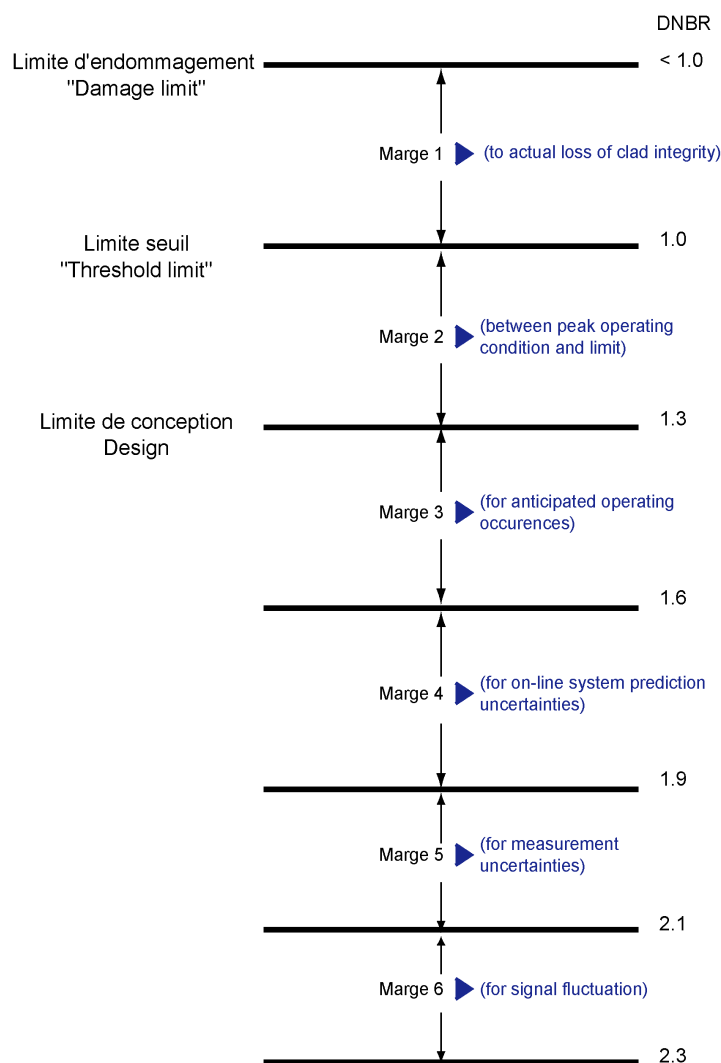 DNBR
Limite d'endommagement
"Damage limit"
< 1.0
Marge 1
(to actual loss of clad integrity)
Limite seuil
"Threshold limit"
1.0
Marge 2
(between peak operating
condition and limit)
Limite de conception
Design
1.3
Marge 3
(for anticipated operating
occurences)
1.6
Marge 4
(for on-line system prediction
uncertainties)
1.9
Marge 5
(for measurement
uncertainties)
2.1
Marge 6
(for signal fluctuation)
2.3